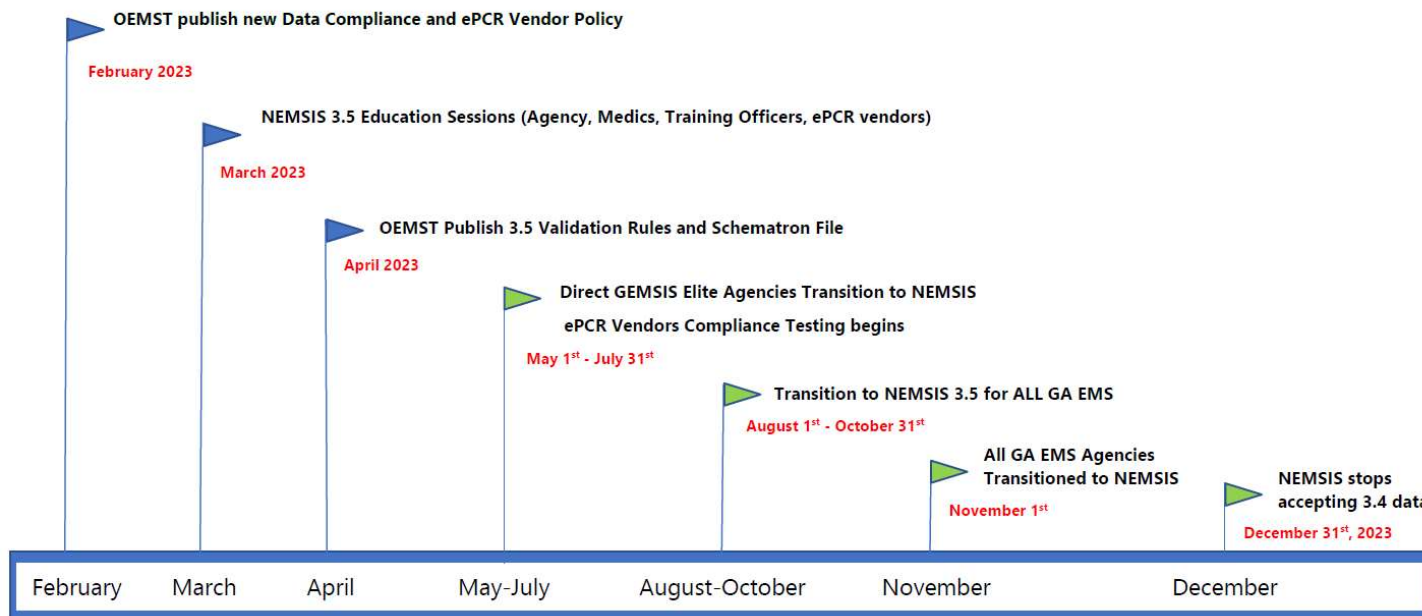 OEMST publish new Data Compliance and ePCR Vendor Policy
February 2023
NEMSIS 3.5 Education Sessions (Agency, Medics, Training Officers, ePCR vendors)
March 2023
OEMST Publish 3.5 Validation Rules and Schematron File
April 2023
Direct GEMSIS Elite Agencies Transition to NEMSIS
ePCR Vendors Compliance Testing begins
May 1st - July 31st
Transition to NEMSIS 3.5 for ALL GA EMS
August 1st - October 31st
All GA EMS Agencies
Transitioned to NEMSIS
November 1st
NEMSIS stops
accepting 3.4 data
December 31st, 2023
February March April May-July August-October November December